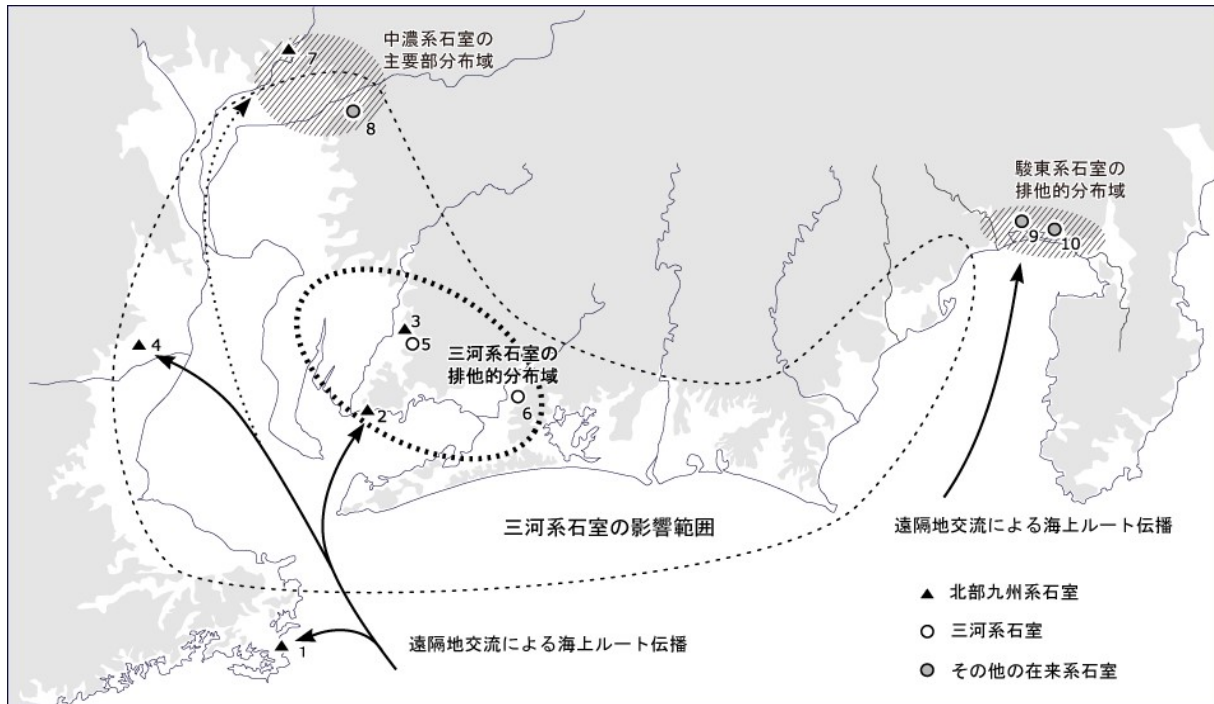 中濃系石室の
主要部分布域
7
8
駿東系石室の
排他的分布域
9
10
3
5
4
三河系石室の
排他的分布域
6
2
三河系石室の影響範囲
遠隔地交流による海上ルート伝播
1
遠隔地交流による海上ルート伝播
▲ 北部九州系石室
○ 三河系石室
● その他の在来系石室